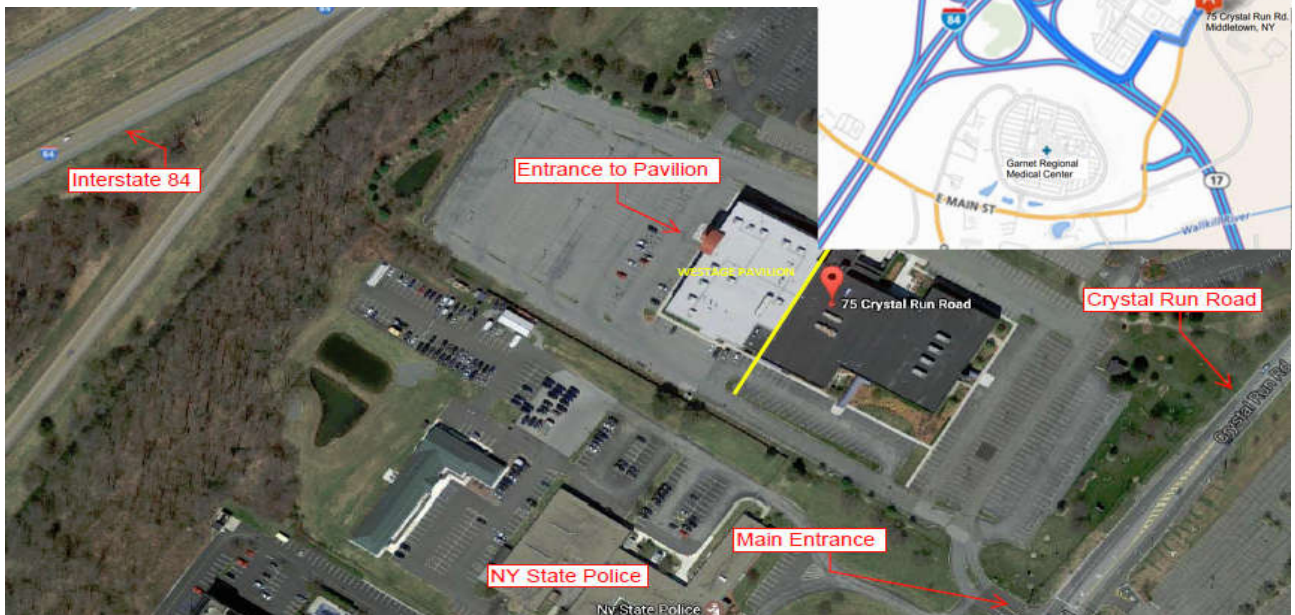 84
84
Interstate 84
Entrance to Pavilion
WESTAGE PAVILION
75 Crystal Run Road
Crystal Run Road
Crystal Run Rd
Main Entrance
NY State Police
Ny State Police
84
75 Crystal Run Rd.
Middletown, NY
Garnet Regional
Medical Center
E MAIN ST
17
Wallkill River